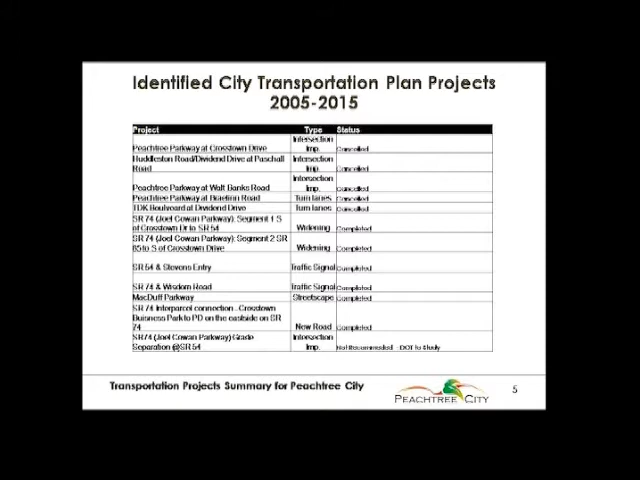 Identified City Transportation Plan Projects
2005-2015
Project Type Status
Peachtree Parkway at Crosstown Drive Intersection Imp. Cancelled
Huddleston Road/Dividend Drive at Paschall
Road Intersection Imp. Cancelled
Peachtree Parkway at Walt Banks Road Intersection Imp. Cancelled
Peachtree Parkway at Braelinn Road Turn lanes Cancelled
TDK Boulevard at Dividend Drive Turn lanes Cancelled
SR 74 (Joel Cowan Parkway): Segment 1 S
of Crosstown Dr to SR 54 Widening Completed
SR 74 (Joel Cowan Parkway): Segment 2 SR
85 to S of Crosstown Drive Widening Completed
SR 54 & Stevens Entry Traffic Signal Completed
SR 74 & Wisdom Road Traffic Signal Completed
MacDuff Parkway Streetscape Completed
SR 74 Interparcel connection - Crosstown
Buisness Park to PD on the eastside on SR
74 New Road Completed
SR74 (Joel Cowan Parkway) Grade
Separation @SR 54 Intersection Imp. Not Recommended - DOT to Study
Transportation Projects Summary for Peachtree City
PEACHTREE CITY
5